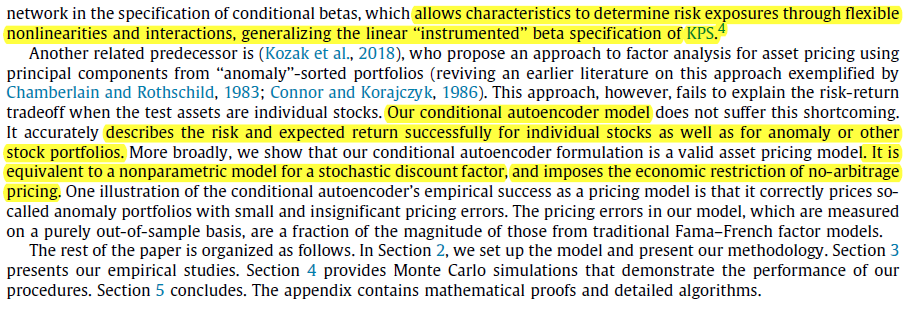 network in the specification of conditional betas, which allows characteristics to determine risk exposures through flexible
nonlinearities and interactions, generalizing the linear “instrumented” beta specification of KPS.4
Another related predecessor is (Kozak et al., 2018), who propose an approach to factor analysis for asset pricing using
principal components from “anomaly”-sorted portfolios (reviving an earlier literature on this approach exemplified by
Chamberlain and Rothschild, 1983; Connor and Korajczyk, 1986). This approach, however, fails to explain the risk-return
tradeoff when the test assets are individual stocks. Our conditional autoencoder model does not suffer this shortcoming.
It accurately describes the risk and expected return successfully for individual stocks as well as for anomaly or other
stock portfolios. More broadly, we show that our conditional autoencoder formulation is a valid asset pricing model. It is
equivalent to a nonparametric model for a stochastic discount factor, and imposes the economic restriction of no-arbitrage
pricing. One illustration of the conditional autoencoder’s empirical success as a pricing model is that it correctly prices so-
called anomaly portfolios with small and insignificant pricing errors. The pricing errors in our model, which are measured
on a purely out-of-sample basis, are a fraction of the magnitude of those from traditional Fama–French factor models.
The rest of the paper is organized as follows. In Section 2, we set up the model and present our methodology. Section 3
presents our empirical studies. Section 4 provides Monte Carlo simulations that demonstrate the performance of our
procedures. Section 5 concludes. The appendix contains mathematical proofs and detailed algorithms.